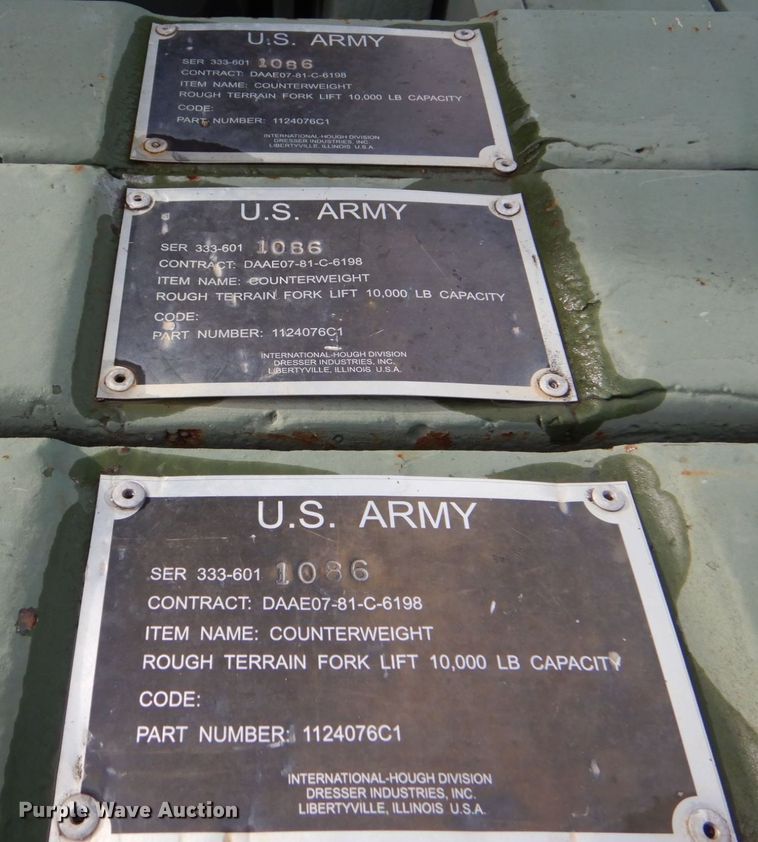 U.S. ARMY
SER 333-601 1086
CONTRACT: DAAE07-81-C-6198
ITEM NAME: COUNTERWEIGHT
ROUGH TERRAIN FORK LIFT 10,000 LB CAPACITY
CODE:
PART NUMBER: 1124076C1
INTERNATIONAL-HOUGH DIVISION
DRESSER INDUSTRIES, INC.
LIBERTYVILLE, ILLINOIS U.S.A.
U.S. ARMY
SER 333-601 1086
CONTRACT: DAAE07-81-C-6198
ITEM NAME: COUNTERWEIGHT
ROUGH TERRAIN FORK LIFT 10,000 LB CAPACITY
CODE:
PART NUMBER: 1124076C1
INTERNATIONAL-HOUGH DIVISION
DRESSER INDUSTRIES, INC.
LIBERTYVILLE, ILLINOIS U.S.A.
U.S. ARMY
SER 333-601 1086
CONTRACT: DAAE07-81-C-6198
ITEM NAME: COUNTERWEIGHT
ROUGH TERRAIN FORK LIFT 10,000 LB CAPACITY
CODE:
PART NUMBER: 1124076C1
INTERNATIONAL-HOUGH DIVISION
DRESSER INDUSTRIES, INC.
LIBERTYVILLE, ILLINOIS U.S.A.
Purple Wave Auction